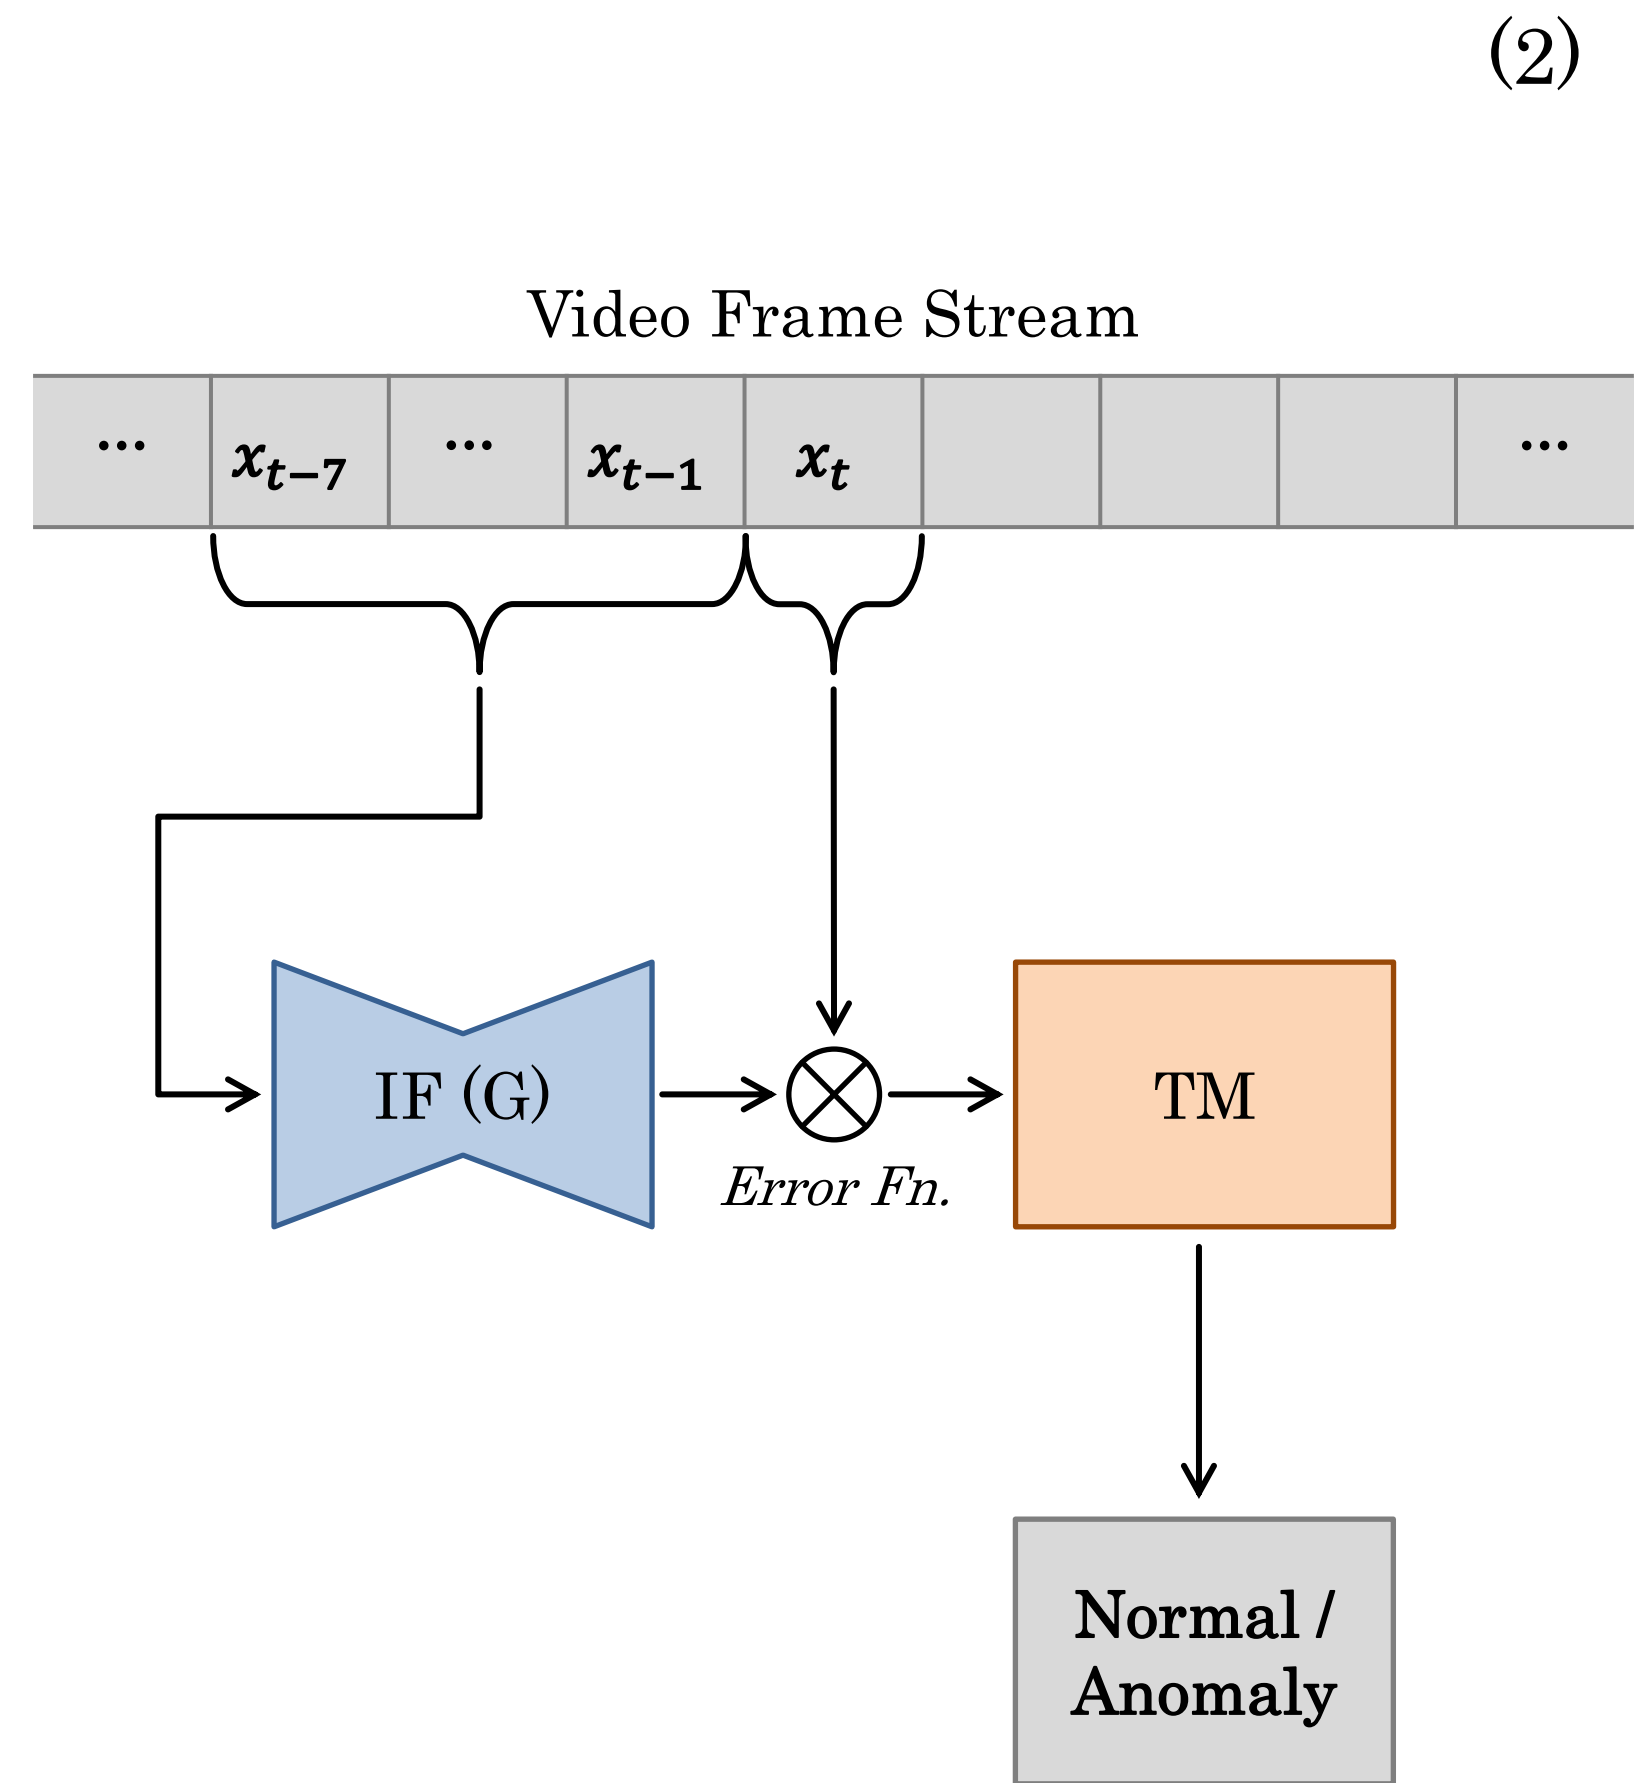 (2)
Video Frame Stream
... x_{t-7} ... x_{t-1} x_t ...
IF (G)
TM
Error Fn.
Normal /
Anomaly